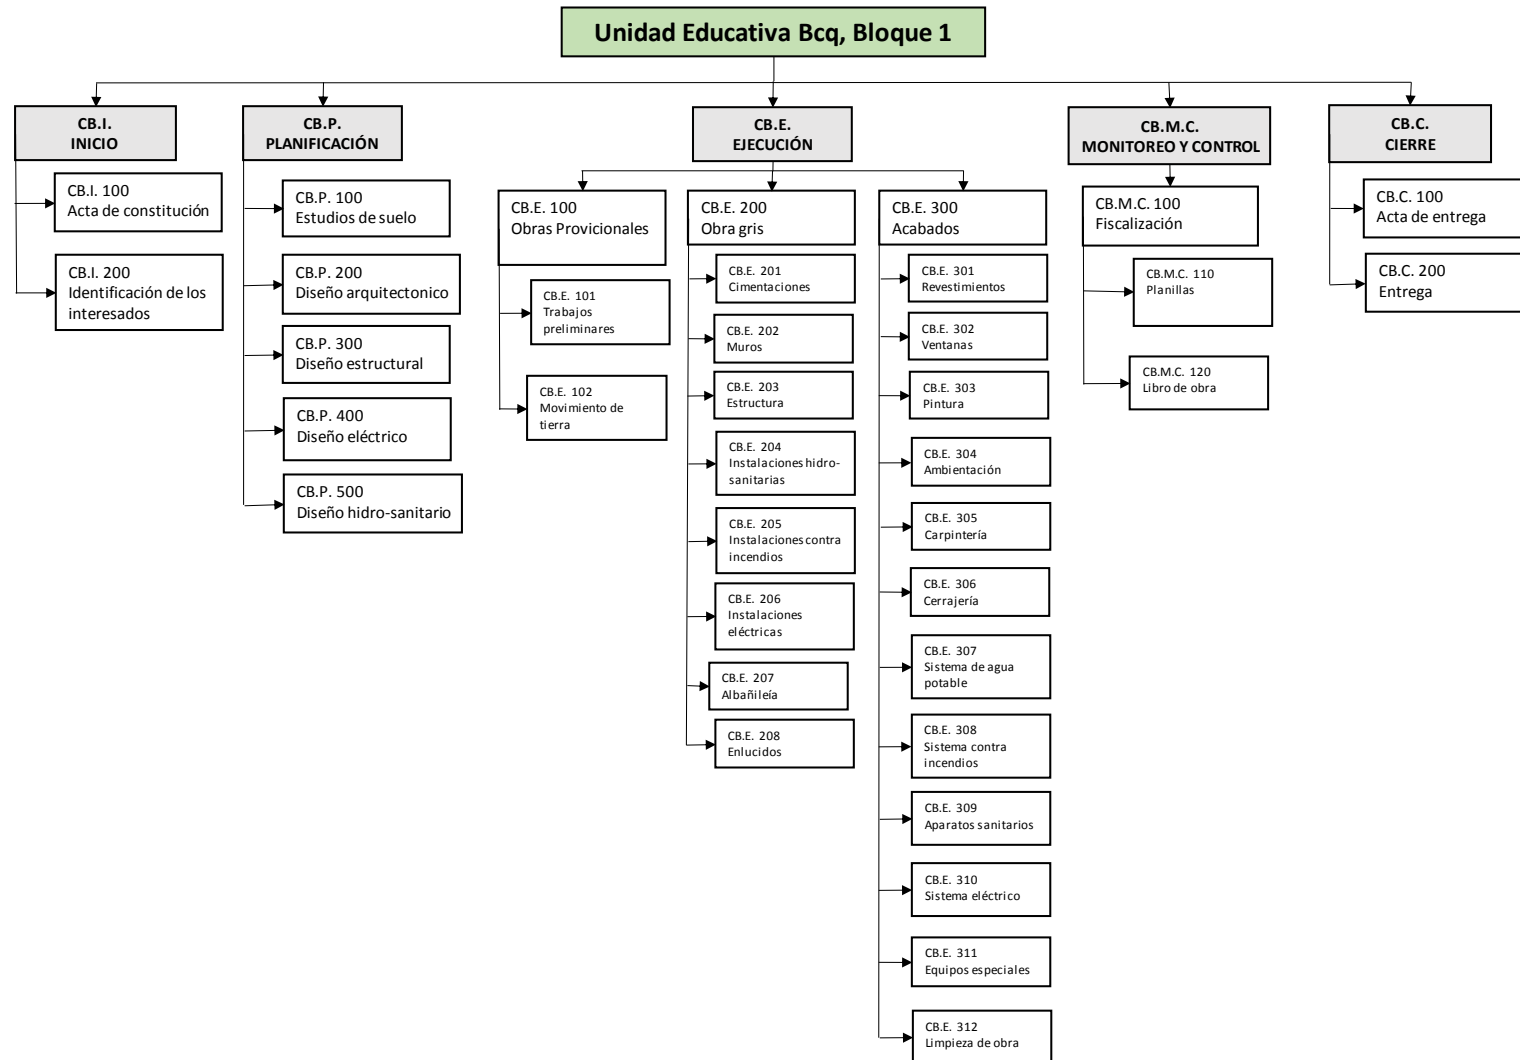 Unidad Educativa Bcq, Bloque 1
CB.I.
INICIO
CB.I. 100
Acta de constitución
CB.I. 200
Identificación de los
interesados
CB.P.
PLANIFICACIÓN
CB.P. 100
Estudios de suelo
CB.P. 200
Diseño arquitectonico
CB.P. 300
Diseño estructural
CB.P. 400
Diseño eléctrico
CB.P. 500
Diseño hidro-sanitario
CB.E.
EJECUCIÓN
CB.E. 100
Obras Provicionales
CB.E. 101
Trabajos
preliminares
CB.E. 102
Movimiento de
tierra
CB.E. 200
Obra gris
CB.E. 201
Cimentaciones
CB.E. 202
Muros
CB.E. 203
Estructura
CB.E. 204
Instalaciones hidro-
sanitarias
CB.E. 205
Instalaciones contra
incendios
CB.E. 206
Instalaciones
eléctricas
CB.E. 207
Albañileía
CB.E. 208
Enlucidos
CB.E. 300
Acabados
CB.E. 301
Revestimientos
CB.E. 302
Ventanas
CB.E. 303
Pintura
CB.E. 304
Ambientación
CB.E. 305
Carpintería
CB.E. 306
Cerrajería
CB.E. 307
Sistema de agua
potable
CB.E. 308
Sistema contra
incendios
CB.E. 309
Aparatos sanitarios
CB.E. 310
Sistema eléctrico
CB.E. 311
Equipos especiales
CB.E. 312
Limpieza de obra
CB.M.C.
MONITOREO Y CONTROL
CB.M.C. 100
Fiscalización
CB.M.C. 110
Planillas
CB.M.C. 120
Libro de obra
CB.C.
CIERRE
CB.C. 100
Acta de entrega
CB.C. 200
Entrega